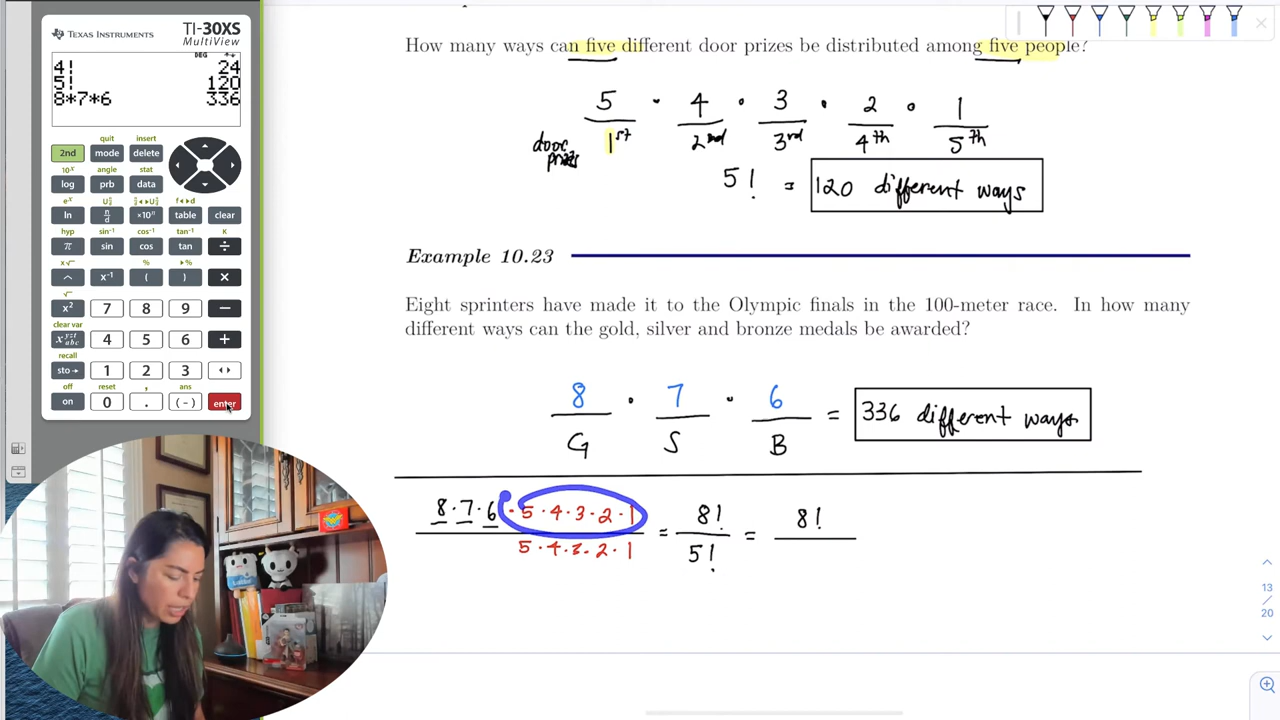 TEXAS INSTRUMENTS TI-30XS
MultiView
DEG
4! 24
5! 120
8*7*6 336
quit insert
2nd mode delete
10ˣ angle stat
log prb data
eˣ f◄►d
ln n/d ×10ⁿ table clear
hyp sin⁻¹ cos⁻¹ tan⁻¹ K
π sin cos tan ÷
x√ % ►%
^ x⁻¹ ( ) ×
√
x² 7 8 9 −
clear var
x yzt abc 4 5 6 +
recall
sto→ 1 2 3 ◄►
off reset , ans
on 0 . (-) enter
How many ways can five different door prizes be distributed among five people?
5 · 4 · 3 · 2 · 1
door prizes 1st 2nd 3rd 4th 5th
5! = 120 different ways
Example 10.23
Eight sprinters have made it to the Olympic finals in the 100-meter race. In how many
different ways can the gold, silver and bronze medals be awarded?
8 · 7 · 6 = 336 different ways
G S B
8·7·6·5·4·3·2·1 = 8! = 8!
5·4·3·2·1 5!
13
/
20